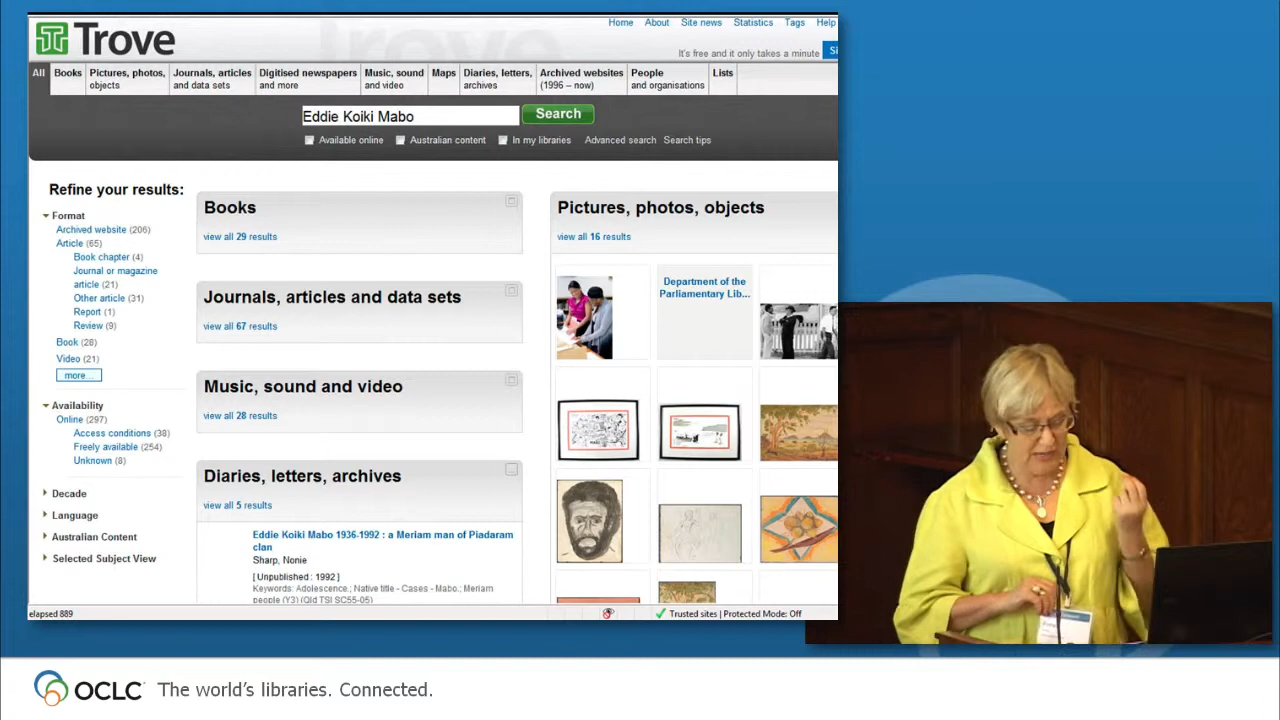 Trove
Home About Site news Statistics Tags Help
It's free and it only takes a minute Si
All Books Pictures, photos, objects Journals, articles and data sets Digitised newspapers and more Music, sound and video Maps Diaries, letters, archives Archived websites (1996 – now) People and organisations Lists
Eddie Koiki Mabo Search
Available online Australian content In my libraries Advanced search Search tips
Refine your results:
Format
Archived website (206)
Article (65)
Book chapter (4)
Journal or magazine
article (21)
Other article (31)
Report (1)
Review (9)
Book (28)
Video (21)
more...
Availability
Online (297)
Access conditions (38)
Freely available (254)
Unknown (8)
Decade
Language
Australian Content
Selected Subject View
Books
view all 29 results
Journals, articles and data sets
view all 67 results
Music, sound and video
view all 28 results
Diaries, letters, archives
view all 5 results
Eddie Koiki Mabo 1936-1992 : a Meriam man of Piadaram
clan
Sharp, Nonie
[ Unpublished : 1992 ]
Keywords: Adolescence.; Native title - Cases - Mabo.; Meriam
people (Y3) (Qld TSI SC55-05)
Pictures, photos, objects
view all 16 results
Department of the
Parliamentary Lib...
elapsed 889
Trusted sites | Protected Mode: Off
OCLC The world's libraries. Connected.